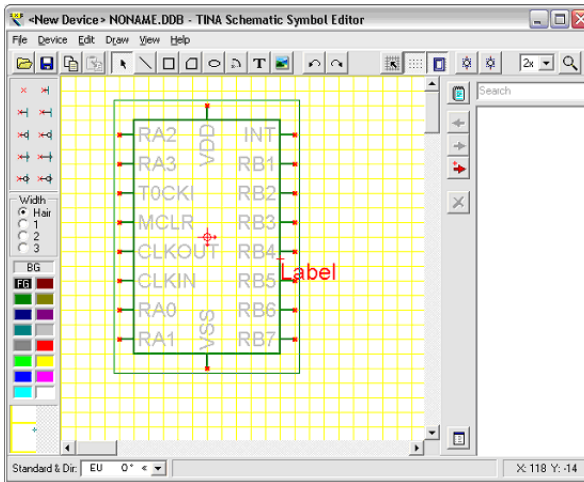 <New Device> NONAME.DDB - TINA Schematic Symbol Editor
File Device Edit Draw View Help
T
2x
Search
Width
Hair
1
2
3
BG
FG
RA2 VDD INT
RA3 RB1
T0CKI RB2
MCLR RB3
CLKOUT RB4
Label
CLKIN RB5
RA0 VSS RB6
RA1 RB7
Standard & Dir: EU 0° <
X: 118 Y: -14